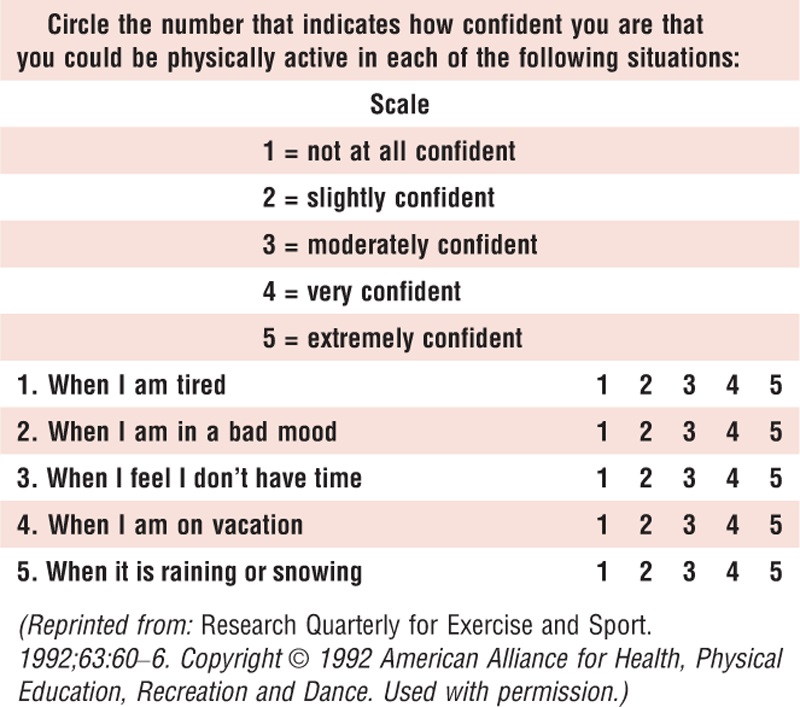 Circle the number that indicates how confident you are that
you could be physically active in each of the following situations:
Scale
1 = not at all confident
2 = slightly confident
3 = moderately confident
4 = very confident
5 = extremely confident
1. When I am tired 1 2 3 4 5
2. When I am in a bad mood 1 2 3 4 5
3. When I feel I don’t have time 1 2 3 4 5
4. When I am on vacation 1 2 3 4 5
5. When it is raining or snowing 1 2 3 4 5
(Reprinted from: Research Quarterly for Exercise and Sport.
1992;63:60–6. Copyright © 1992 American Alliance for Health, Physical
Education, Recreation and Dance. Used with permission.)